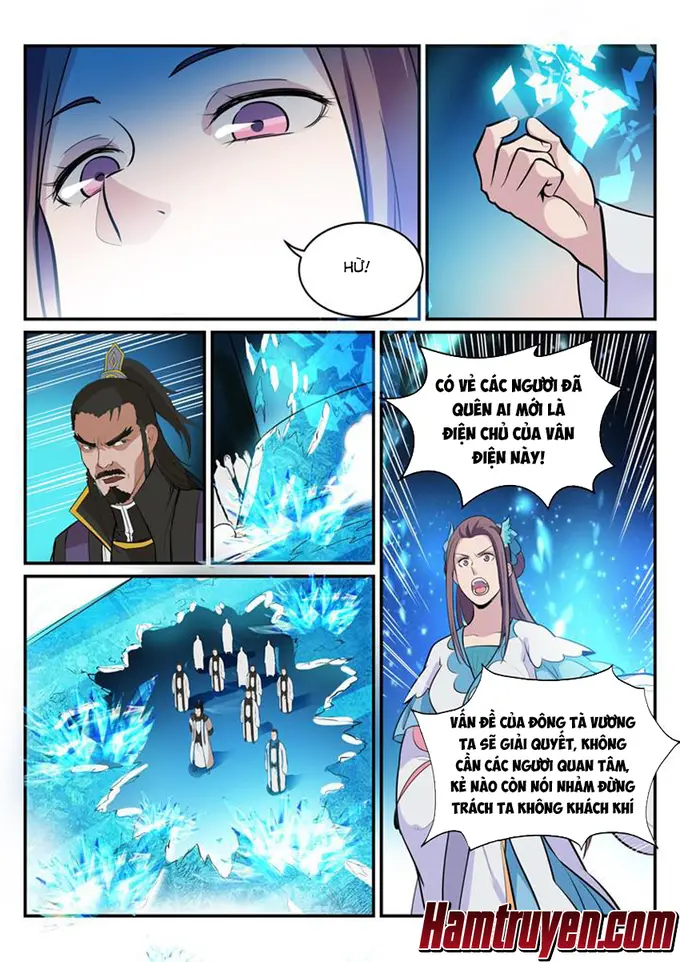 HỪ!
CÓ VẺ CÁC NGƯƠI ĐÃ
QUÊN AI MỚI LÀ
ĐIỆN CHỦ CỦA VÂN
ĐIỆN NÀY!
VẤN ĐỀ CỦA ĐÔNG TÀ VƯƠNG
TA SẼ GIẢI QUYẾT, KHÔNG
CẦN CÁC NGƯƠI QUAN TÂM,
KẺ NÀO CÒN NÓI NHẢM ĐỪNG
TRÁCH TA KHÔNG KHÁCH KHÍ
Hamtruyen.com